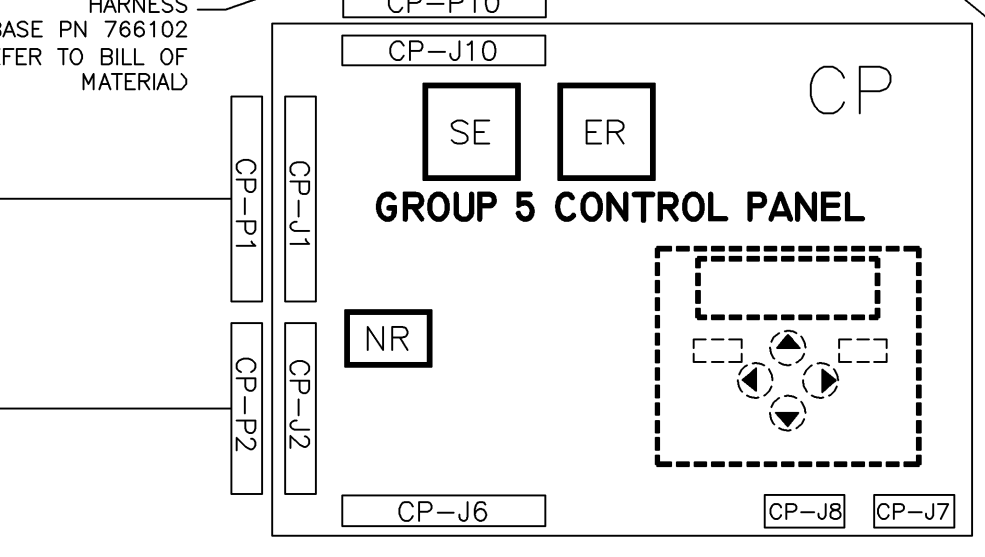 HARNESS
BASE PN 766102
REFER TO BILL OF
MATERIAL)
CP-P10
CP-J10
CP
SE
ER
GROUP 5 CONTROL PANEL
CP-P1
CP-J1
NR
CP-P2
CP-J2
CP-J6
CP-J8
CP-J7